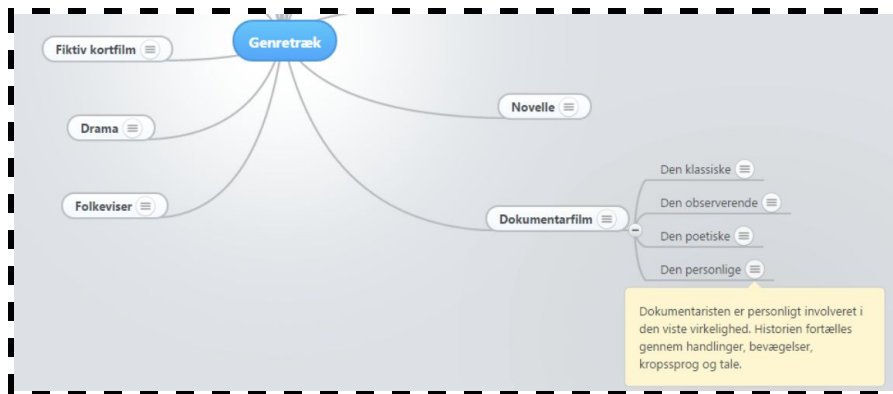 Genretræk
Fiktiv kortfilm
Drama
Folkeviser
Novelle
Dokumentarfilm
Den klassiske
Den observerende
Den poetiske
Den personlige
Dokumentaristen er personligt involveret i
den viste virkelighed. Historien fortælles
gennem handlinger, bevægelser,
kropssprog og tale.